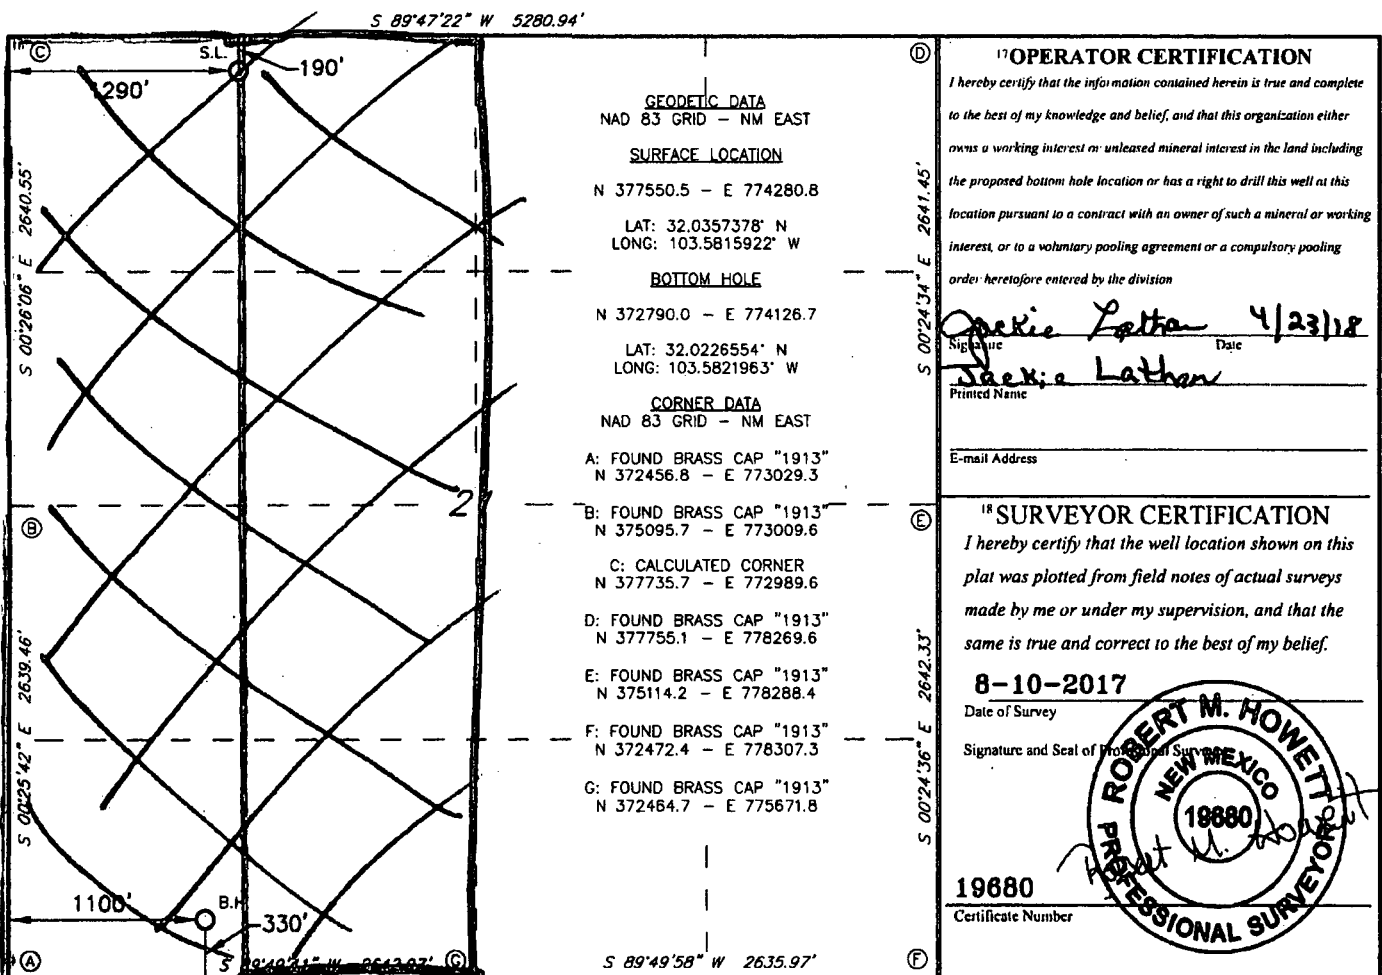 S 89°47'22" W 5280.94'
C
S.L.
190'
1290'
D
S 00°26'06" E 2640.55'
GEODETIC DATA
NAD 83 GRID - NM EAST
SURFACE LOCATION
N 377550.5 - E 774280.8
LAT: 32.0357378° N
LONG: 103.5815922° W
BOTTOM HOLE
N 372790.0 - E 774126.7
LAT: 32.0226554° N
LONG: 103.5821963° W
CORNER DATA
NAD 83 GRID - NM EAST
A: FOUND BRASS CAP "1913"
N 372456.8 - E 773029.3
B: FOUND BRASS CAP "1913"
N 375095.7 - E 773009.6
C: CALCULATED CORNER
N 377735.7 - E 772989.6
D: FOUND BRASS CAP "1913"
N 377755.1 - E 778269.6
E: FOUND BRASS CAP "1913"
N 375114.2 - E 778288.4
F: FOUND BRASS CAP "1913"
N 372472.4 - E 778307.3
G: FOUND BRASS CAP "1913"
N 372464.7 - E 775671.8
S 00°24'34" E 2641.45'
21
B
E
S 00°25'42" E 2639.46'
S 00°24'36" E 2642.33'
1100'
B.H
330'
A
G
S 89°49'58" W 2635.97'
F
17 OPERATOR CERTIFICATION
I hereby certify that the information contained herein is true and complete
to the best of my knowledge and belief, and that this organization either
owns a working interest or unleased mineral interest in the land including
the proposed bottom hole location or has a right to drill this well at this
location pursuant to a contract with an owner of such a mineral or working
interest, or to a voluntary pooling agreement or a compulsory pooling
order heretofore entered by the division
Jackie Lathan 4/23/18
Signature Date
Jackie Lathan
Printed Name
E-mail Address
18 SURVEYOR CERTIFICATION
I hereby certify that the well location shown on this
plat was plotted from field notes of actual surveys
made by me or under my supervision, and that the
same is true and correct to the best of my belief.
8-10-2017
Date of Survey
Signature and Seal of Professional Surveyor
ROBERT M. HOWETT
NEW MEXICO
19680
PROFESSIONAL SURVEYOR
Robert M. Howett
19680
Certificate Number